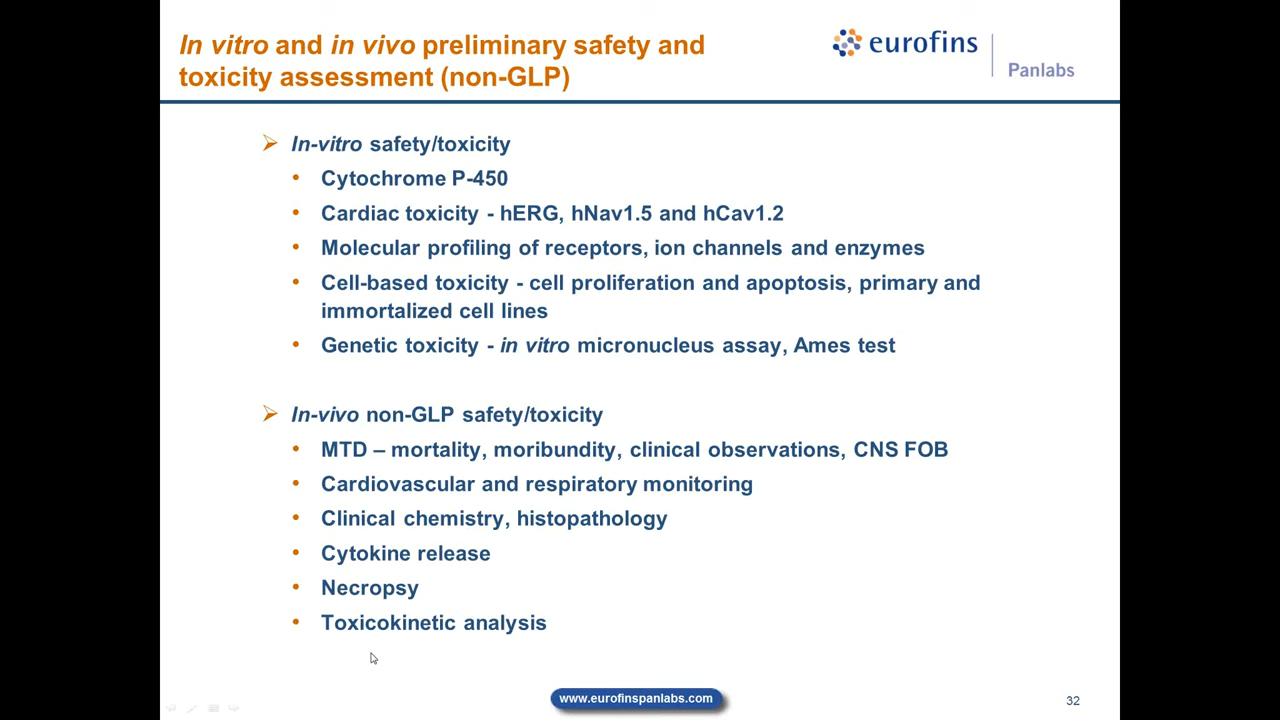 In vitro and in vivo preliminary safety and
toxicity assessment (non-GLP)
eurofins
Panlabs
In-vitro safety/toxicity
• Cytochrome P-450
• Cardiac toxicity - hERG, hNav1.5 and hCav1.2
• Molecular profiling of receptors, ion channels and enzymes
• Cell-based toxicity - cell proliferation and apoptosis, primary and
immortalized cell lines
• Genetic toxicity - in vitro micronucleus assay, Ames test
In-vivo non-GLP safety/toxicity
• MTD – mortality, moribundity, clinical observations, CNS FOB
• Cardiovascular and respiratory monitoring
• Clinical chemistry, histopathology
• Cytokine release
• Necropsy
• Toxicokinetic analysis
www.eurofinspanlabs.com
32